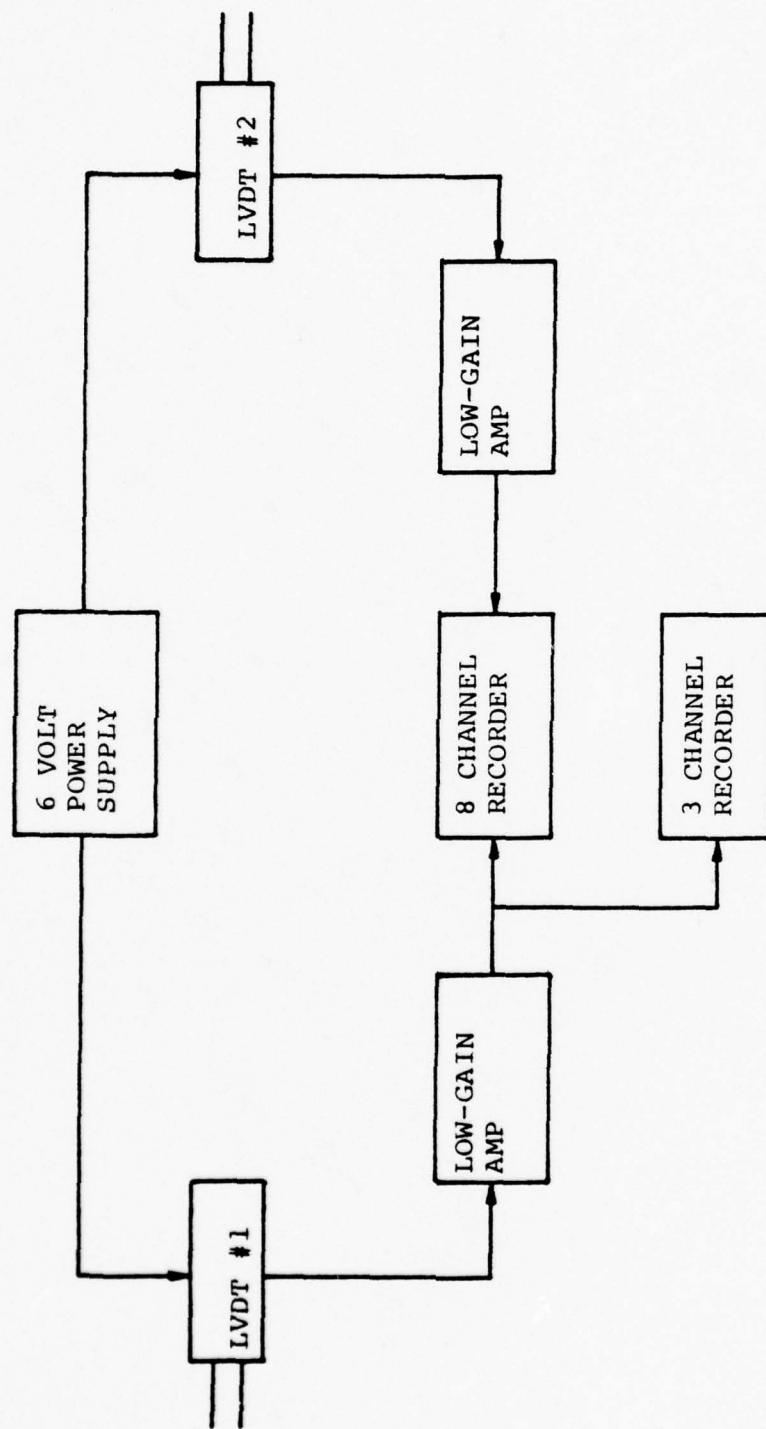 6 VOLT
POWER
SUPPLY
LVDT #1
LVDT #2
LOW-GAIN
AMP
8 CHANNEL
RECORDER
LOW-GAIN
AMP
3 CHANNEL
RECORDER